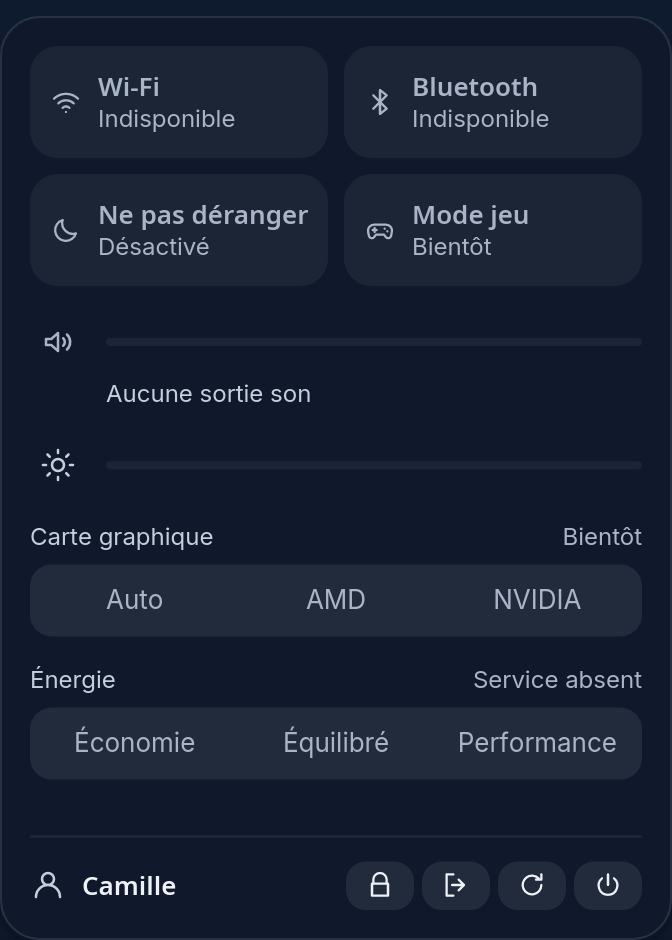 Wi-Fi
Indisponible
Bluetooth
Indisponible
Ne pas déranger
Désactivé
Mode jeu
Bientôt
Aucune sortie son
Carte graphique
Bientôt
Auto
AMD
NVIDIA
Énergie
Service absent
Économie
Équilibré
Performance
Camille